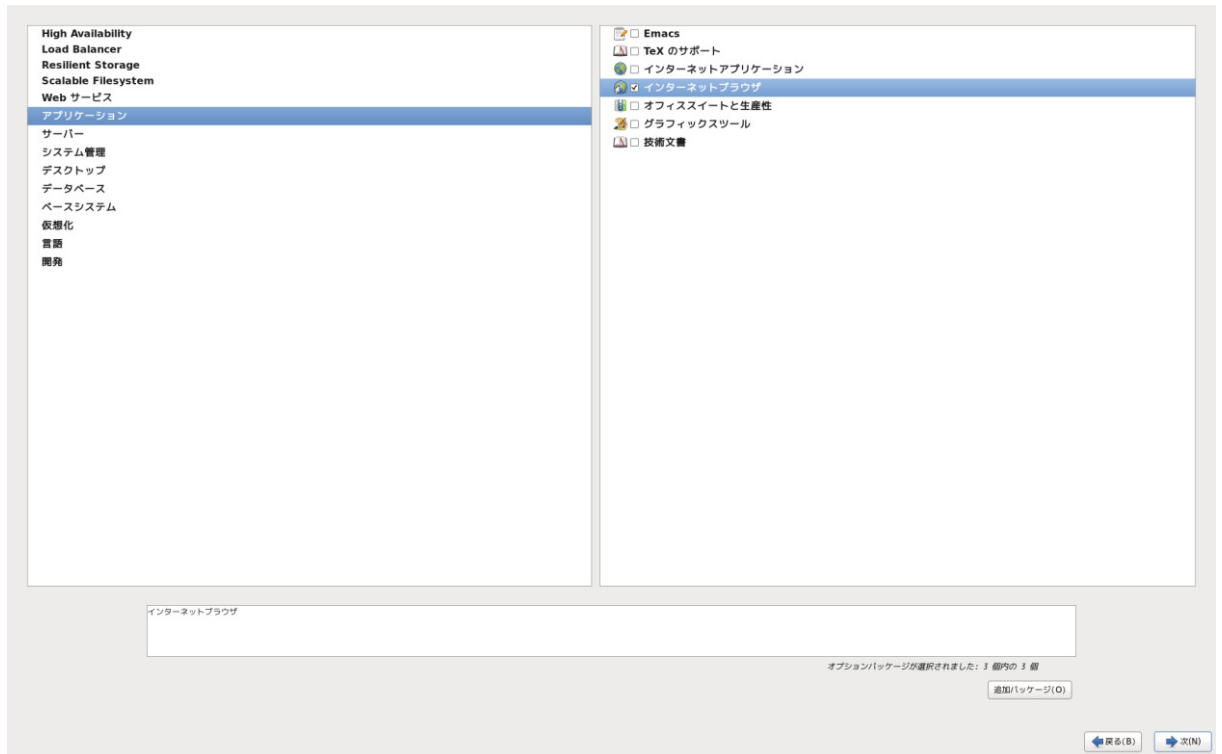 High Availability
Load Balancer
Resilient Storage
Scalable Filesystem
Web サービス
アプリケーション
サーバー
システム管理
デスクトップ
データベース
ベースシステム
仮想化
言語
開発
Emacs
TeX のサポート
インターネットアプリケーション
インターネットブラウザ
オフィススイートと生産性
グラフィックスツール
技術文書
インターネットブラウザ
オプションパッケージが選択されました: 3 個内の 3 個
追加パッケージ(O)
戻る(B)
次(N)